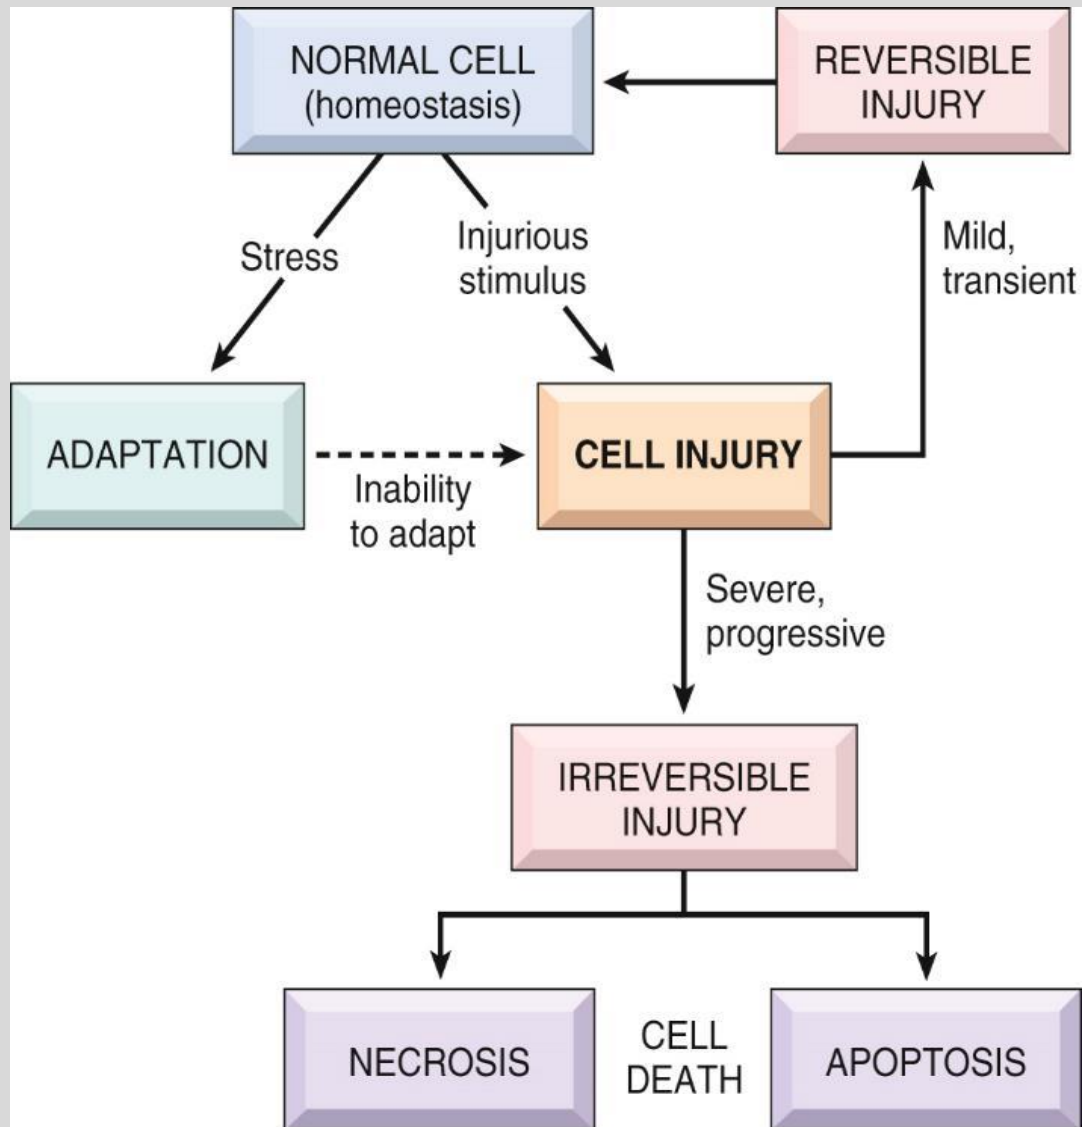 NORMAL CELL
(homeostasis)
REVERSIBLE
INJURY
Stress
Injurious
stimulus
Mild,
transient
ADAPTATION
Inability
to adapt
CELL INJURY
Severe,
progressive
IRREVERSIBLE
INJURY
NECROSIS
CELL
DEATH
APOPTOSIS